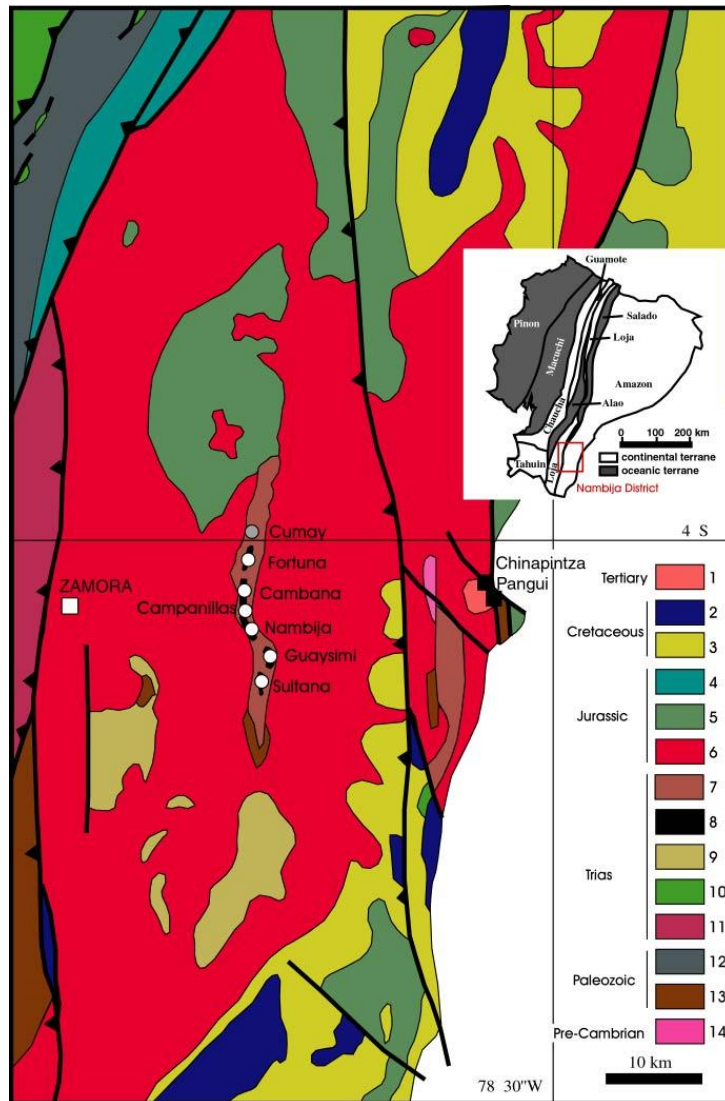 Guamote
Pinon
Salado
Macuchi
Loja
Amazon
Chaucha
Alao
0 100 200 km
Tahuin
Loja
continental terrane
oceanic terrane
Nambija District
4 S
Cumay
Fortuna
Chinapintza
Pangui
ZAMORA
Cambana
Campanillas
Nambija
Guaysimi
Sultana
Tertiary 1
Cretaceous 2
3
Jurassic 4
5
6
Trias 7
8
9
10
11
Paleozoic 12
13
Pre-Cambrian 14
10 km
78 30"W